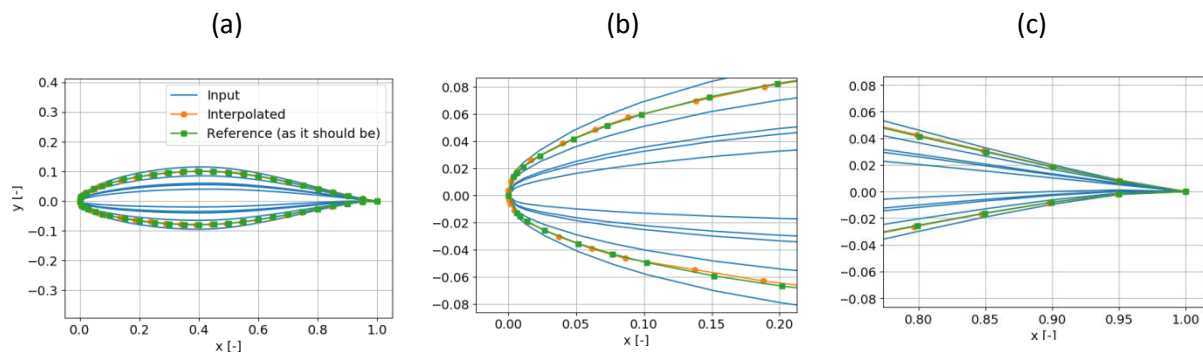 (a)
(b)
(c)
0.4
0.3
0.2
0.1
0.0
−0.1
−0.2
−0.3
y [-]
Input
Interpolated
Reference (as it should be)
0.0 0.2 0.4 0.6 0.8 1.0
x [-]
0.08
0.06
0.04
0.02
0.00
−0.02
−0.04
−0.06
−0.08
0.00 0.05 0.10 0.15 0.20
x [-]
0.08
0.06
0.04
0.02
0.00
−0.02
−0.04
−0.06
−0.08
0.80 0.85 0.90 0.95 1.00
x [-]